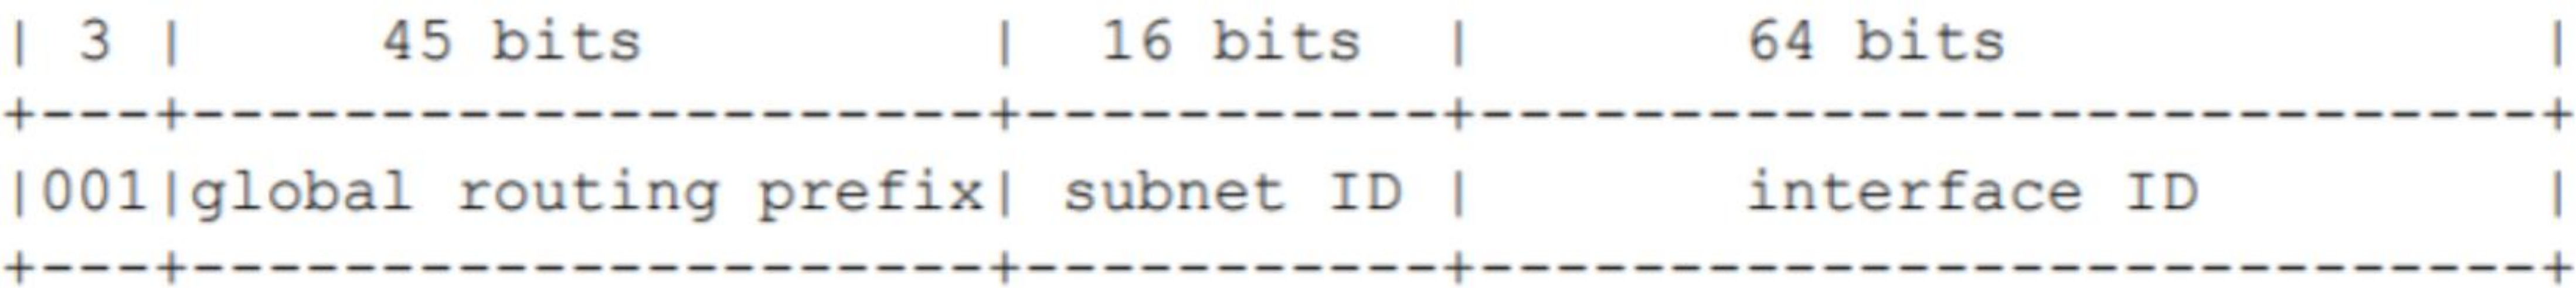 | 3 |     45 bits         |  16 bits  |       64 bits              |
+---+---------------------+-----------+----------------------------+
|001|global routing prefix| subnet ID |       interface ID         |
+---+---------------------+-----------+----------------------------+